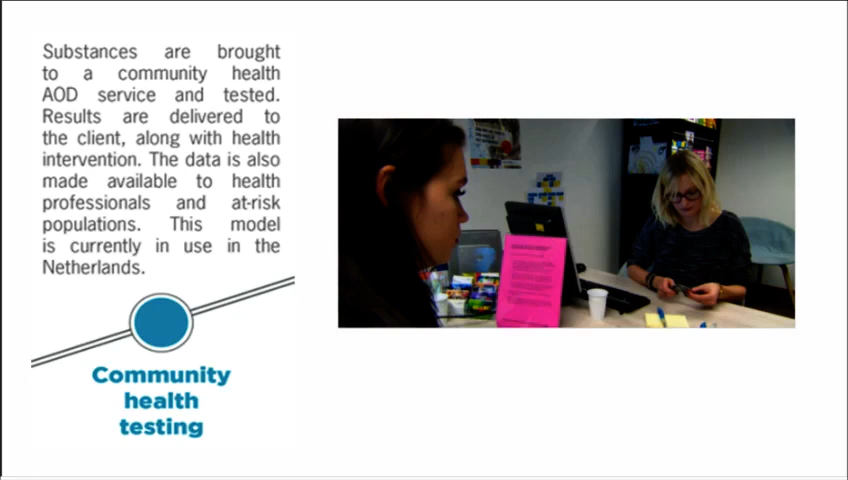 Substances are brought
to a community health
AOD service and tested.
Results are delivered to
the client, along with health
intervention. The data is also
made available to health
professionals and at-risk
populations. This model
is currently in use in the
Netherlands.
Community
health
testing